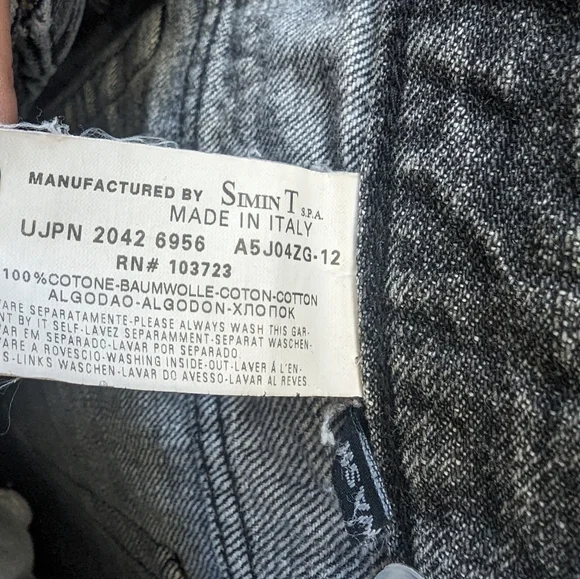 MANUFACTURED BY SIMINT S.P.A.
MADE IN ITALY
UJPN 2042 6956 A5J04ZG-12
RN# 103723
100%COTONE-BAUMWOLLE-COTON-COTTON
ALGODAO-ALGODON-ХЛОПОК
ARE SEPARATAMENTE-PLEASE ALWAYS WASH THIS GAR-
NT BY IT SELF-LAVEZ SEPARAMMENT-SEPARAT WASCHEN-
AR EM SEPARADO-LAVAR POR SEPARADO.
ARE A ROVESCIO-WASHING INSIDE-OUT-LAVER Á L'EN-
S-LINKS WASCHEN-LAVAR DO AVESSO-LAVAR AL REVES.